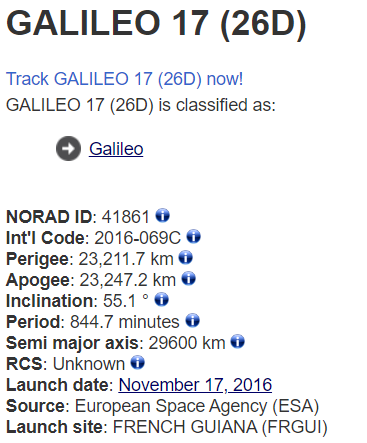 GALILEO 17 (26D)
Track GALILEO 17 (26D) now!
GALILEO 17 (26D) is classified as:
Galileo
NORAD ID: 41861
Int'l Code: 2016-069C
Perigee: 23,211.7 km
Apogee: 23,247.2 km
Inclination: 55.1 °
Period: 844.7 minutes
Semi major axis: 29600 km
RCS: Unknown
Launch date: November 17, 2016
Source: European Space Agency (ESA)
Launch site: FRENCH GUIANA (FRGUI)